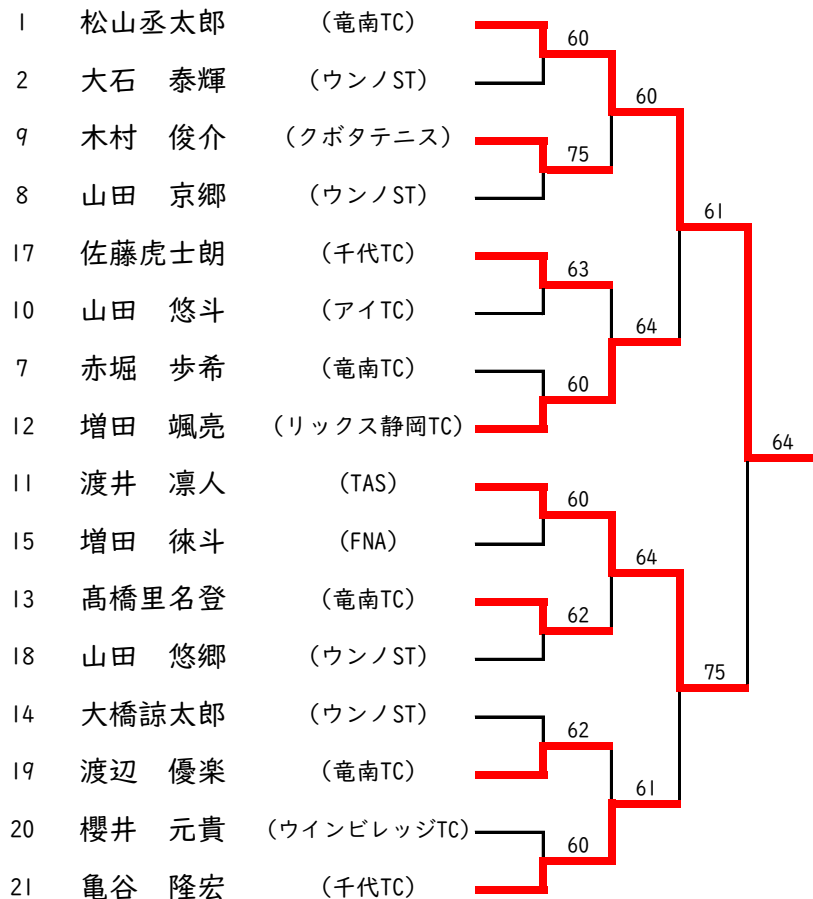 1 松山丞太郎 (竜南TC)
60
2 大石 泰輝 (ウンノST)
60
9 木村 俊介 (クボタテニス)
75
8 山田 京郷 (ウンノST)
61
17 佐藤虎士朗 (千代TC)
63
10 山田 悠斗 (アイTC)
64
7 赤堀 歩希 (竜南TC)
60
12 増田 颯亮 (リックス静岡TC)
64
11 渡井 凛人 (TAS)
60
15 増田 徠斗 (FNA)
64
13 髙橋里名登 (竜南TC)
62
18 山田 悠郷 (ウンノST)
75
14 大橋諒太郎 (ウンノST)
62
19 渡辺 優楽 (竜南TC)
61
20 櫻井 元貴 (ウインビレッジTC)
60
21 亀谷 隆宏 (千代TC)